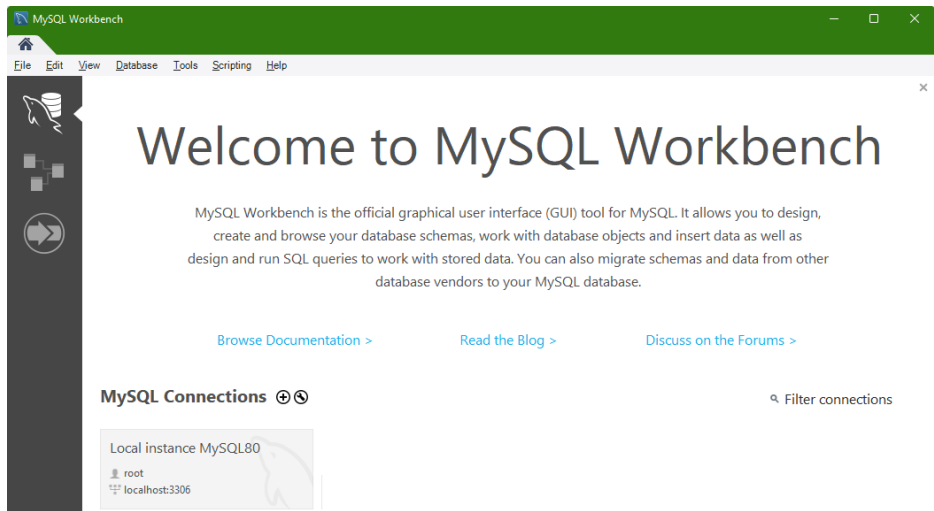 MySQL Workbench
File Edit View Database Tools Scripting Help
Welcome to MySQL Workbench
MySQL Workbench is the official graphical user interface (GUI) tool for MySQL. It allows you to design,
create and browse your database schemas, work with database objects and insert data as well as
design and run SQL queries to work with stored data. You can also migrate schemas and data from other
database vendors to your MySQL database.
Browse Documentation > Read the Blog > Discuss on the Forums >
MySQL Connections Filter connections
Local instance MySQL80
root
localhost:3306